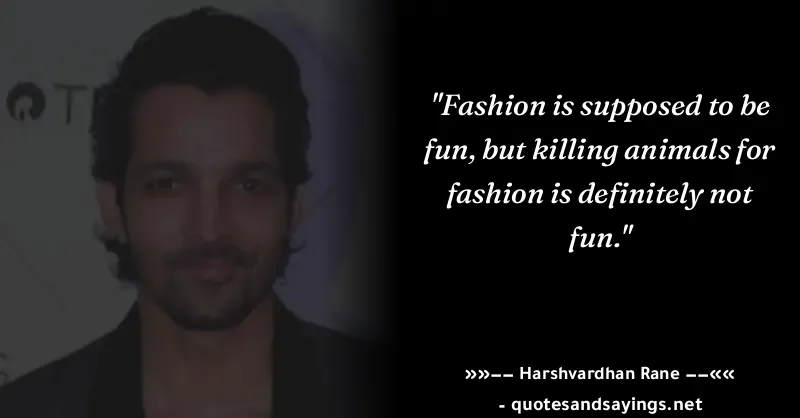 OT
"Fashion is supposed to be
fun, but killing animals for
fashion is definitely not
fun."
»»−− Harshvardhan Rane −−««
- quotesandsayings.net